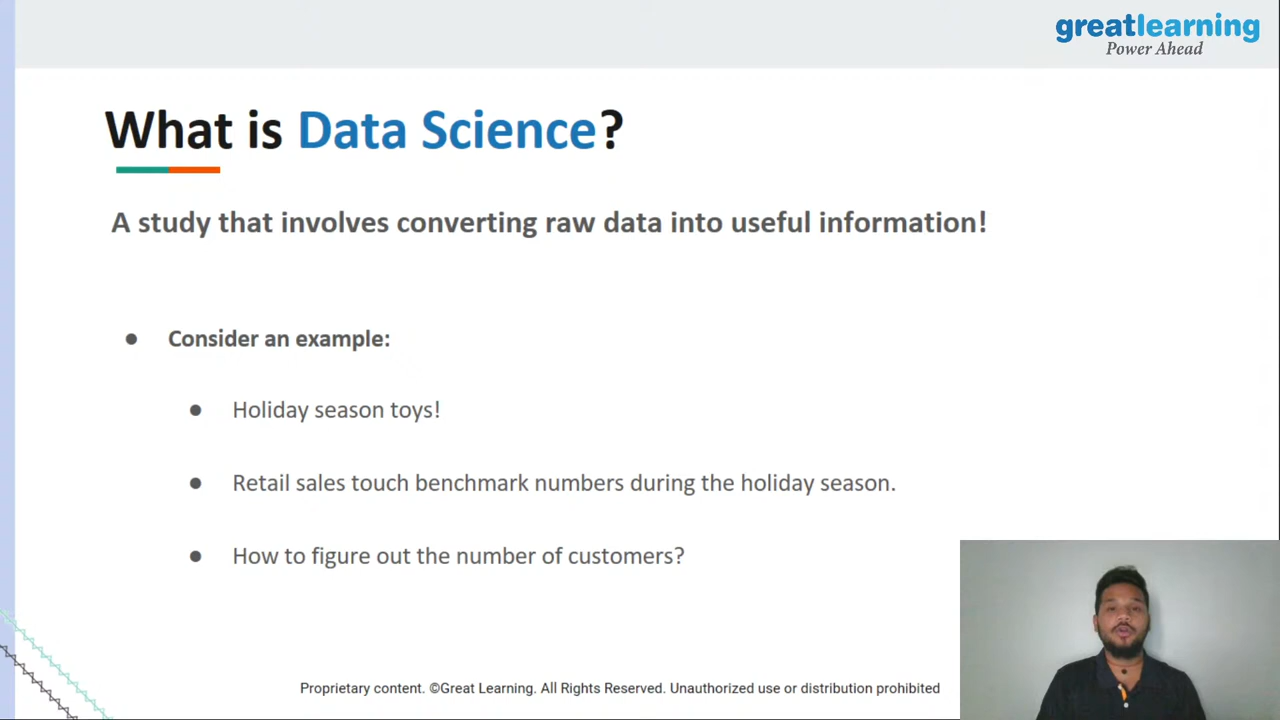 greatlearning
Power Ahead
What is Data Science?
A study that involves converting raw data into useful information!
● Consider an example:
● Holiday season toys!
● Retail sales touch benchmark numbers during the holiday season.
● How to figure out the number of customers?
Proprietary content. ©Great Learning. All Rights Reserved. Unauthorized use or distribution prohibited